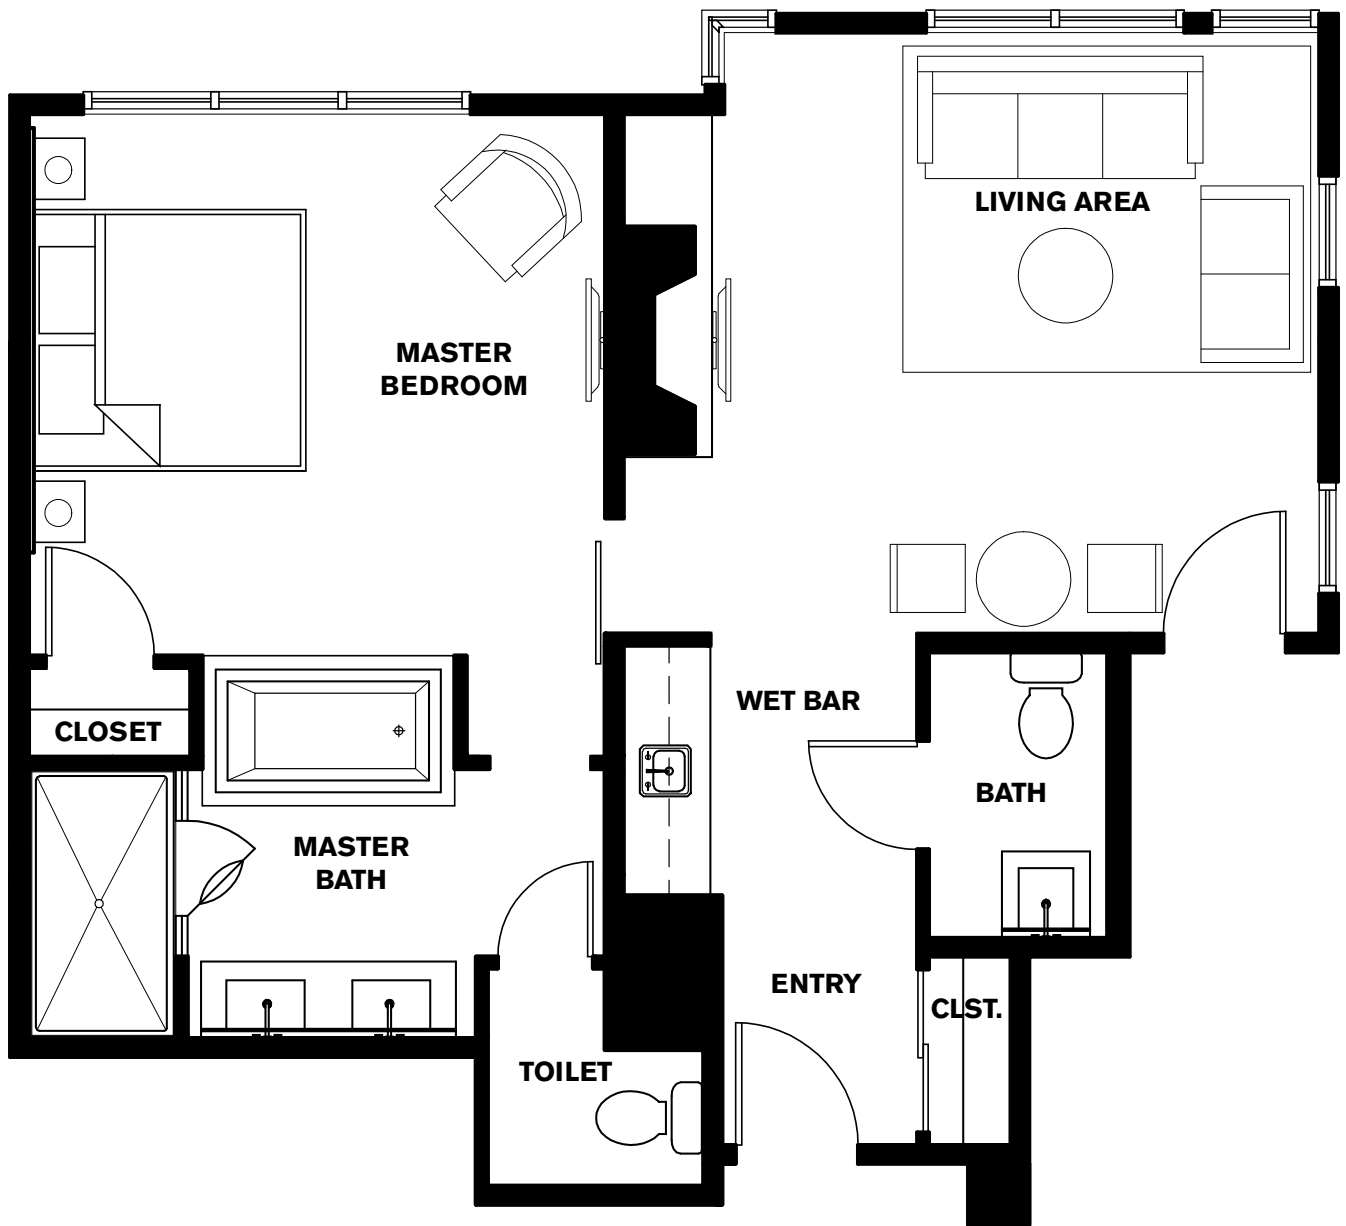 LIVING AREA
MASTER
BEDROOM
WET BAR
CLOSET
BATH
MASTER
BATH
ENTRY
CLST.
TOILET